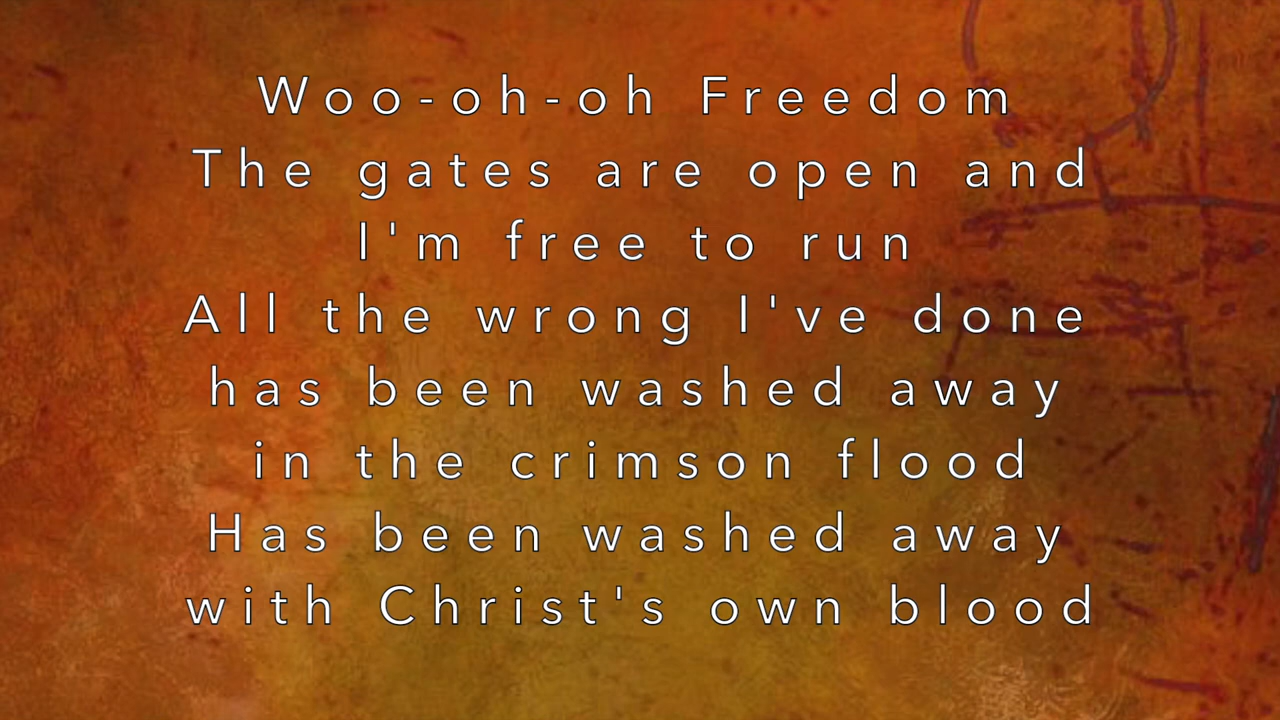 Woo-oh-oh Freedom
The gates are open and
I'm free to run
All the wrong I've done
has been washed away
in the crimson flood
Has been washed away
with Christ's own blood